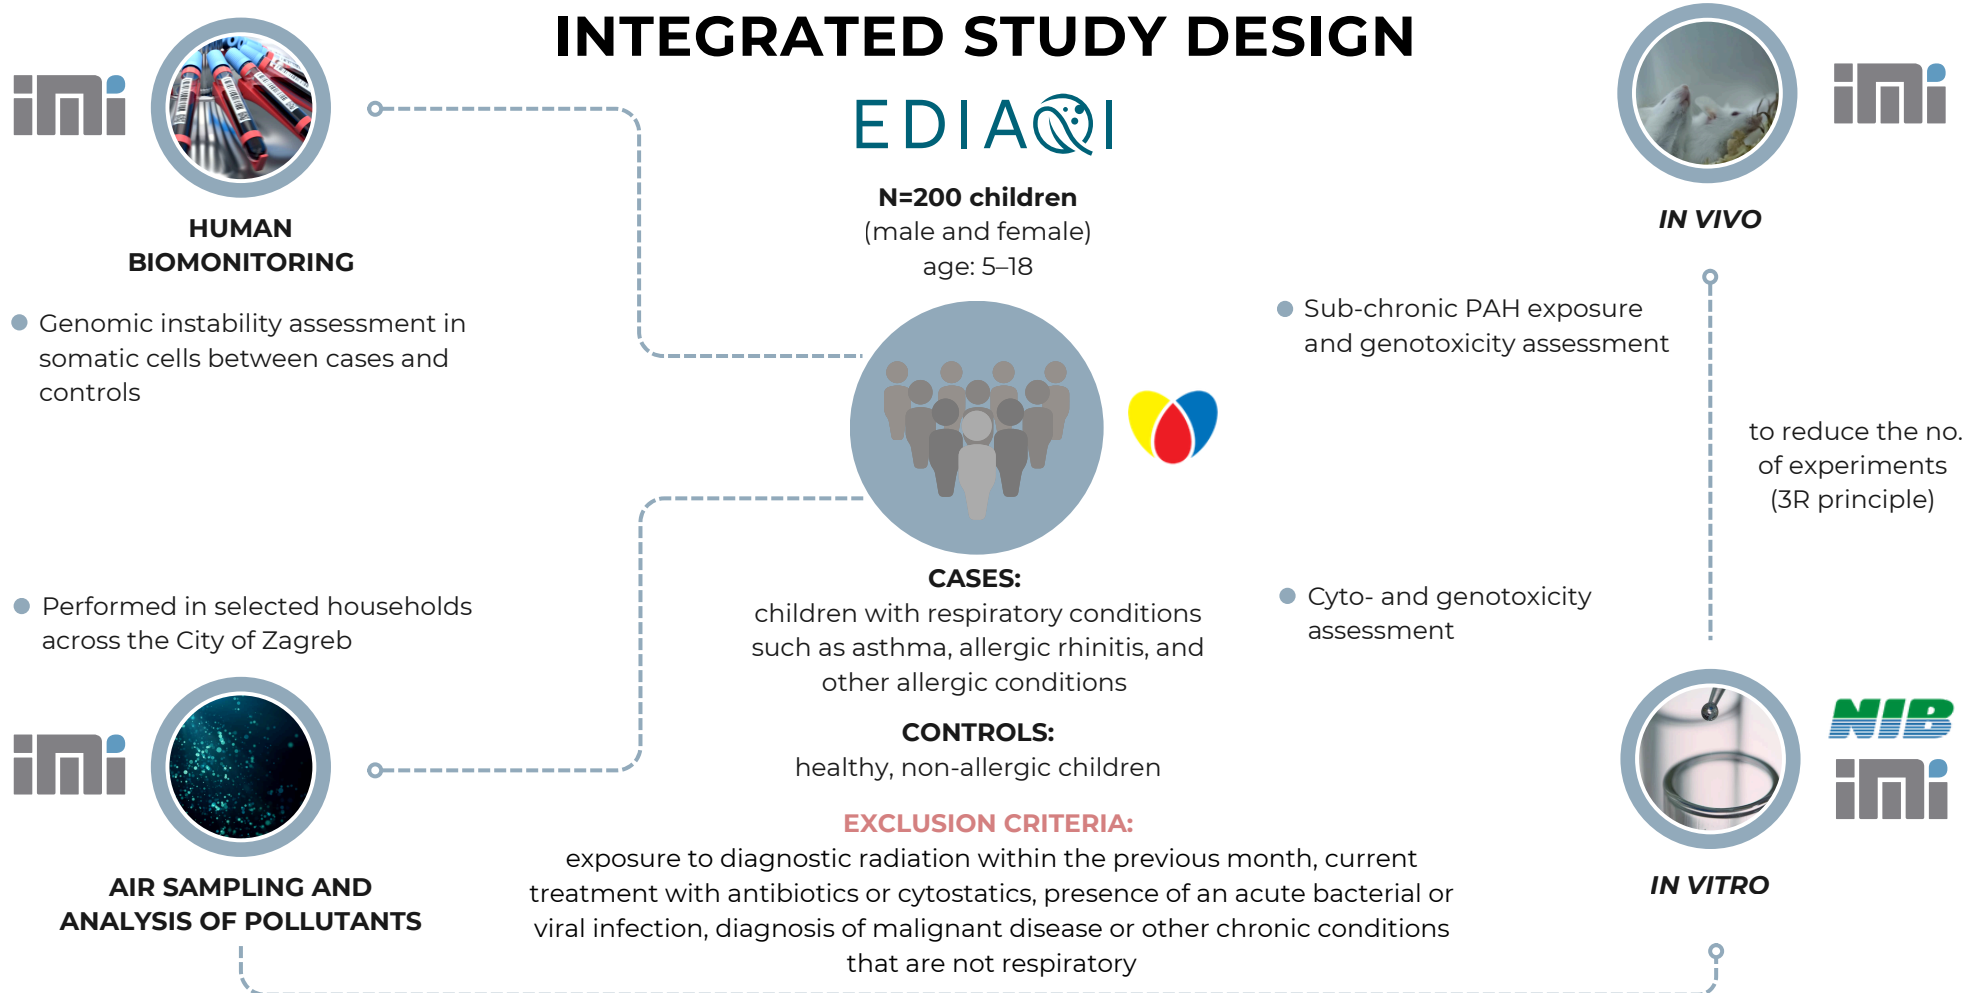 INTEGRATED STUDY DESIGN
EDIAQI
imi
HUMAN
BIOMONITORING
Genomic instability assessment in
somatic cells between cases and
controls
Performed in selected households
across the City of Zagreb
imi
AIR SAMPLING AND
ANALYSIS OF POLLUTANTS
N=200 children
(male and female)
age: 5–18
CASES:
children with respiratory conditions
such as asthma, allergic rhinitis, and
other allergic conditions
CONTROLS:
healthy, non-allergic children
EXCLUSION CRITERIA:
exposure to diagnostic radiation within the previous month, current
treatment with antibiotics or cytostatics, presence of an acute bacterial or
viral infection, diagnosis of malignant disease or other chronic conditions
that are not respiratory
imi
IN VIVO
Sub-chronic PAH exposure
and genotoxicity assessment
to reduce the no.
of experiments
(3R principle)
Cyto- and genotoxicity
assessment
NIB
imi
IN VITRO